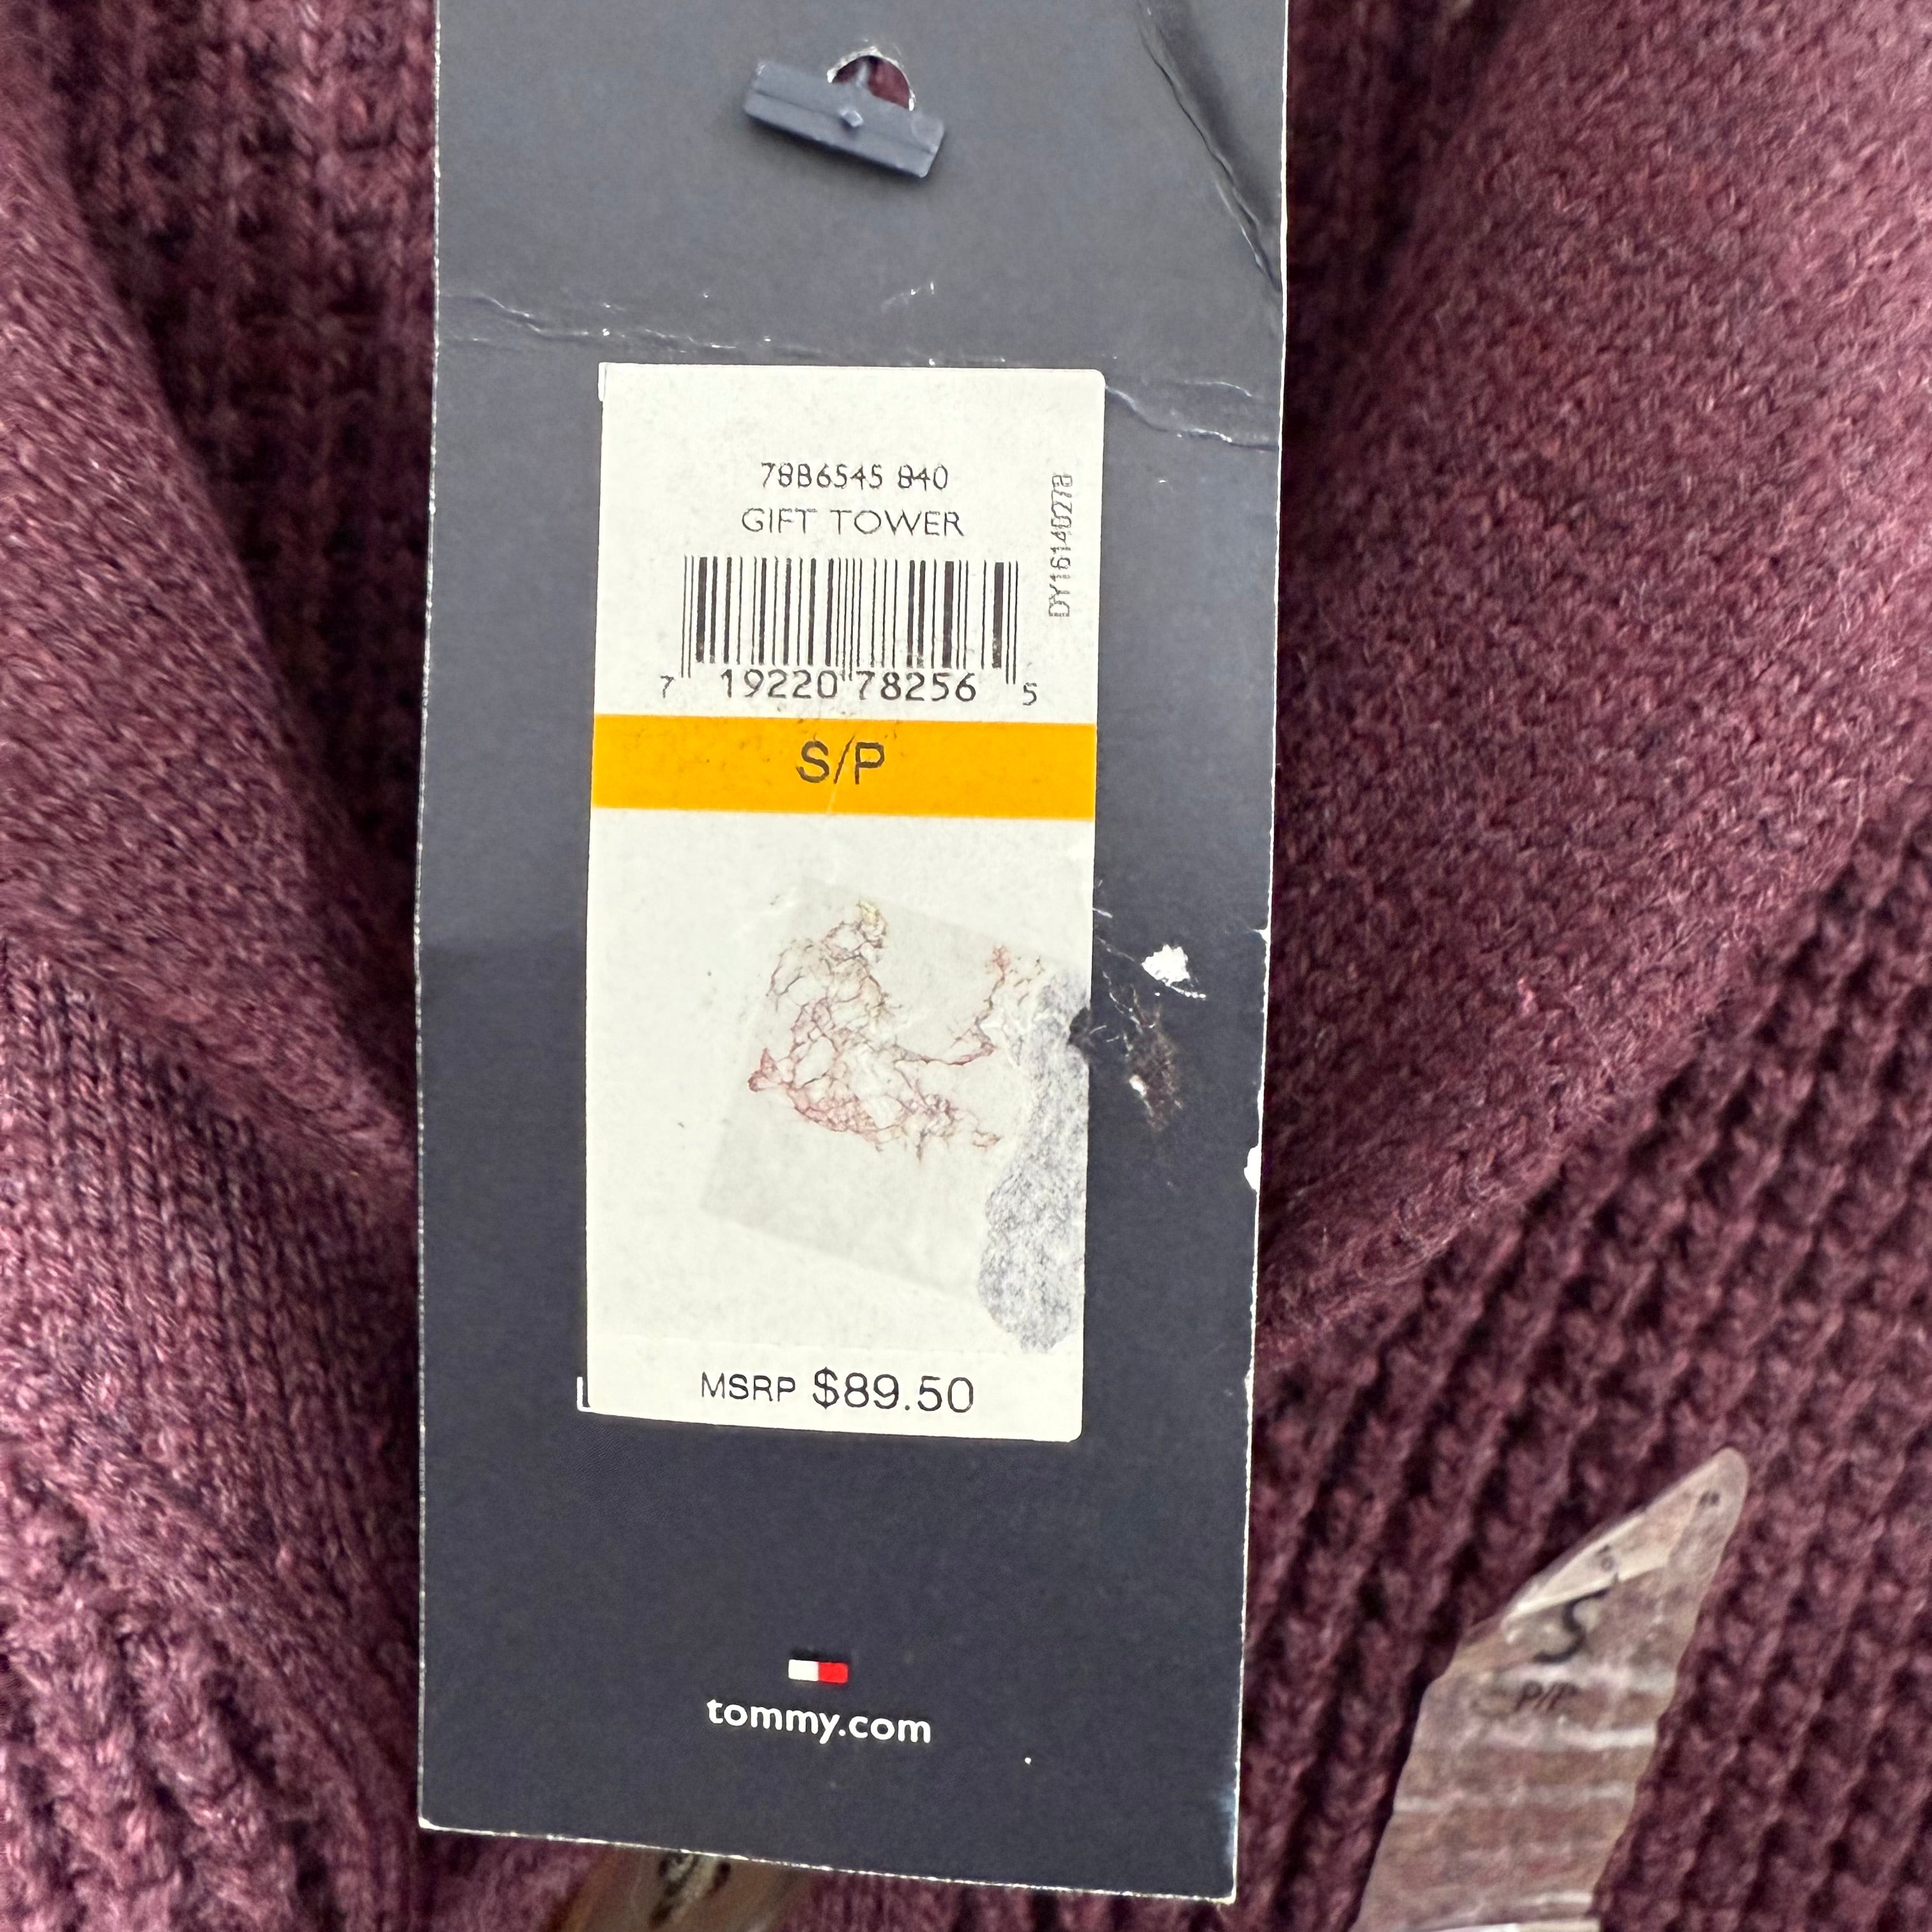 78B6545 840
GIFT TOWER
DY16140278
7 19220 78256 5
S/P
MSRP $89.50
tommy.com
S
P/P